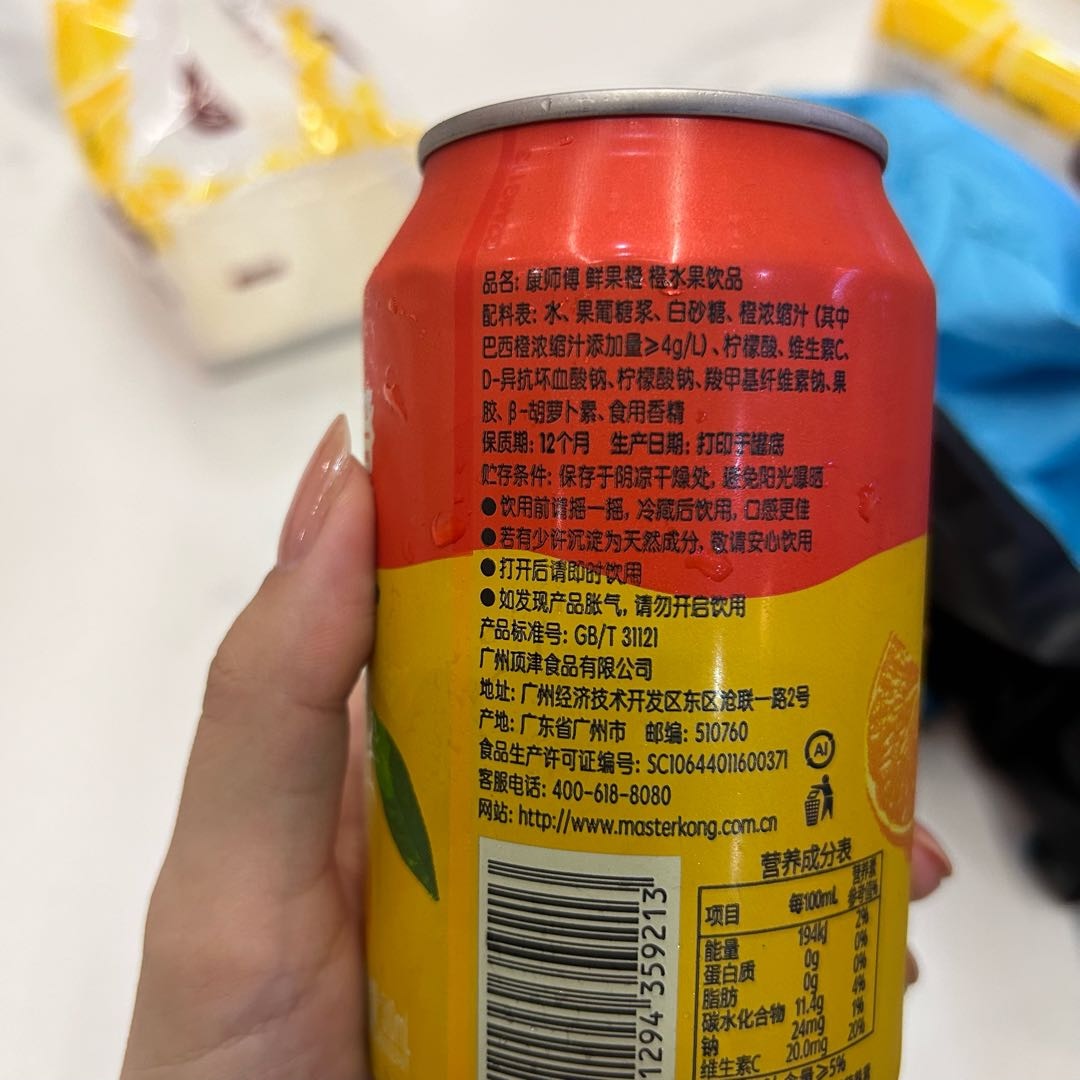 品名: 康师傅 鲜果橙 橙水果饮品
配料表: 水、果葡糖浆、白砂糖、橙浓缩汁 (其中
巴西橙浓缩汁添加量≥4g/L)、柠檬酸、维生素C、
D-异抗坏血酸钠、柠檬酸钠、羧甲基纤维素钠、果
胶、β-胡萝卜素、食用香精
保质期: 12个月 生产日期: 打印于罐底
贮存条件: 保存于阴凉干燥处, 避免阳光曝晒
●饮用前请摇一摇, 冷藏后饮用, 口感更佳
●若有少许沉淀为天然成分, 敬请安心饮用
●打开后请即时饮用
●如发现产品胀气, 请勿开启饮用
产品标准号: GB/T 31121
广州顶津食品有限公司
地址: 广州经济技术开发区东区沧联一路2号
产地: 广东省广州市 邮编: 510760
食品生产许可证编号: SC10644011600371
客服电话: 400-618-8080
网站: http://www.masterkong.com.cn
Al
营养成分表
项目 每100mL 营养素参考值%
能量 194kJ 2%
蛋白质 0g 0%
脂肪 0g 0%
碳水化合物 11.4g 4%
钠 24mg 1%
维生素C 20.0mg 20%
含量≥5%
1294 359213